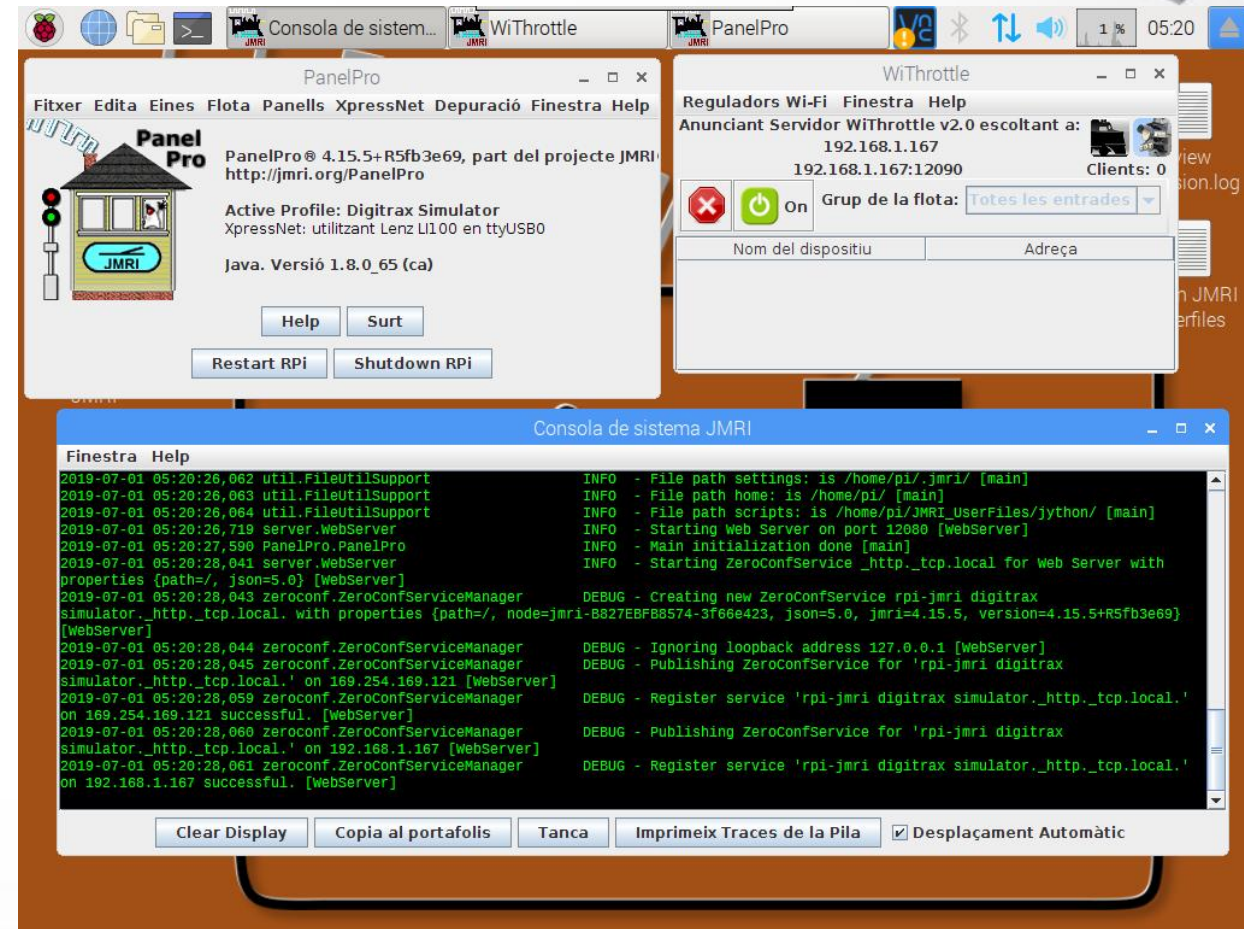 JMRI Consola de sistem... JMRI WiThrottle JMRI PanelPro 1 % 05:20
PanelPro
Fitxer Edita Eines Flota Panells XpressNet Depuració Finestra Help
Panel
Pro
JMRI
PanelPro® 4.15.5+R5fb3e69, part del projecte JMRI
http://jmri.org/PanelPro
Active Profile: Digitrax Simulator
XpressNet: utilitzant Lenz LI100 en ttyUSB0
Java. Versió 1.8.0_65 (ca)
Help Surt
Restart RPi Shutdown RPi
WiThrottle
Reguladors Wi-Fi Finestra Help
Anunciant Servidor WiThrottle v2.0 escoltant a:
192.168.1.167
192.168.1.167:12090 Clients: 0
On Grup de la flota: Totes les entrades
Nom del dispositiu Adreça
sion.log
JMRI
erfiles
Consola de sistema JMRI
Finestra Help
2019-07-01 05:20:26,062 util.FileUtilSupport INFO - File path settings: is /home/pi/.jmri/ [main]
2019-07-01 05:20:26,063 util.FileUtilSupport INFO - File path home: is /home/pi/ [main]
2019-07-01 05:20:26,064 util.FileUtilSupport INFO - File path scripts: is /home/pi/JMRI_UserFiles/jython/ [main]
2019-07-01 05:20:26,719 server.WebServer INFO - Starting Web Server on port 12080 [WebServer]
2019-07-01 05:20:27,590 PanelPro.PanelPro INFO - Main initialization done [main]
2019-07-01 05:20:28,041 server.WebServer INFO - Starting ZeroConfService _http._tcp.local for Web Server with
properties {path=/, json=5.0} [WebServer]
2019-07-01 05:20:28,043 zeroconf.ZeroConfServiceManager DEBUG - Creating new ZeroConfService rpi-jmri digitrax
simulator._http._tcp.local. with properties {path=/, node=jmri-B827EBFB8574-3f66e423, json=5.0, jmri=4.15.5, version=4.15.5+R5fb3e69}
[WebServer]
2019-07-01 05:20:28,044 zeroconf.ZeroConfServiceManager DEBUG - Ignoring loopback address 127.0.0.1 [WebServer]
2019-07-01 05:20:28,045 zeroconf.ZeroConfServiceManager DEBUG - Publishing ZeroConfService for 'rpi-jmri digitrax
simulator._http._tcp.local.' on 169.254.169.121 [WebServer]
2019-07-01 05:20:28,059 zeroconf.ZeroConfServiceManager DEBUG - Register service 'rpi-jmri digitrax simulator._http._tcp.local.'
on 169.254.169.121 successful. [WebServer]
2019-07-01 05:20:28,060 zeroconf.ZeroConfServiceManager DEBUG - Publishing ZeroConfService for 'rpi-jmri digitrax
simulator._http._tcp.local.' on 192.168.1.167 [WebServer]
2019-07-01 05:20:28,061 zeroconf.ZeroConfServiceManager DEBUG - Register service 'rpi-jmri digitrax simulator._http._tcp.local.'
on 192.168.1.167 successful. [WebServer]
Clear Display Copia al portafolis Tanca Imprimeix Traces de la Pila Desplaçament Automàtic